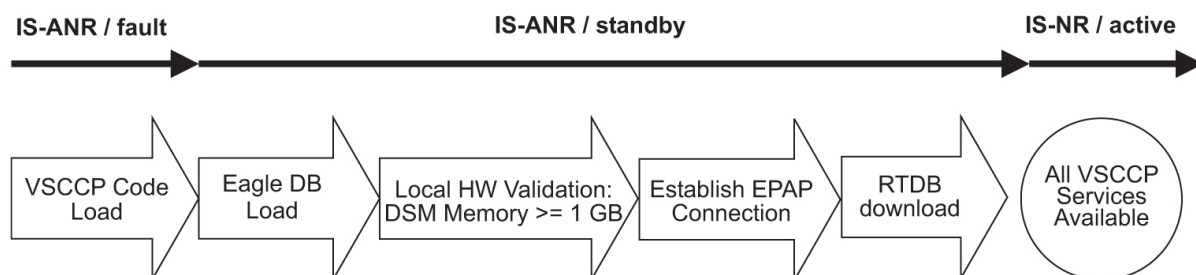 IS-ANR / fault
IS-ANR / standby
IS-NR / active
VSCCP Code
Load
Eagle DB
Load
Local HW Validation:
DSM Memory >= 1 GB
Establish EPAP
Connection
RTDB
download
All VSCCP
Services
Available